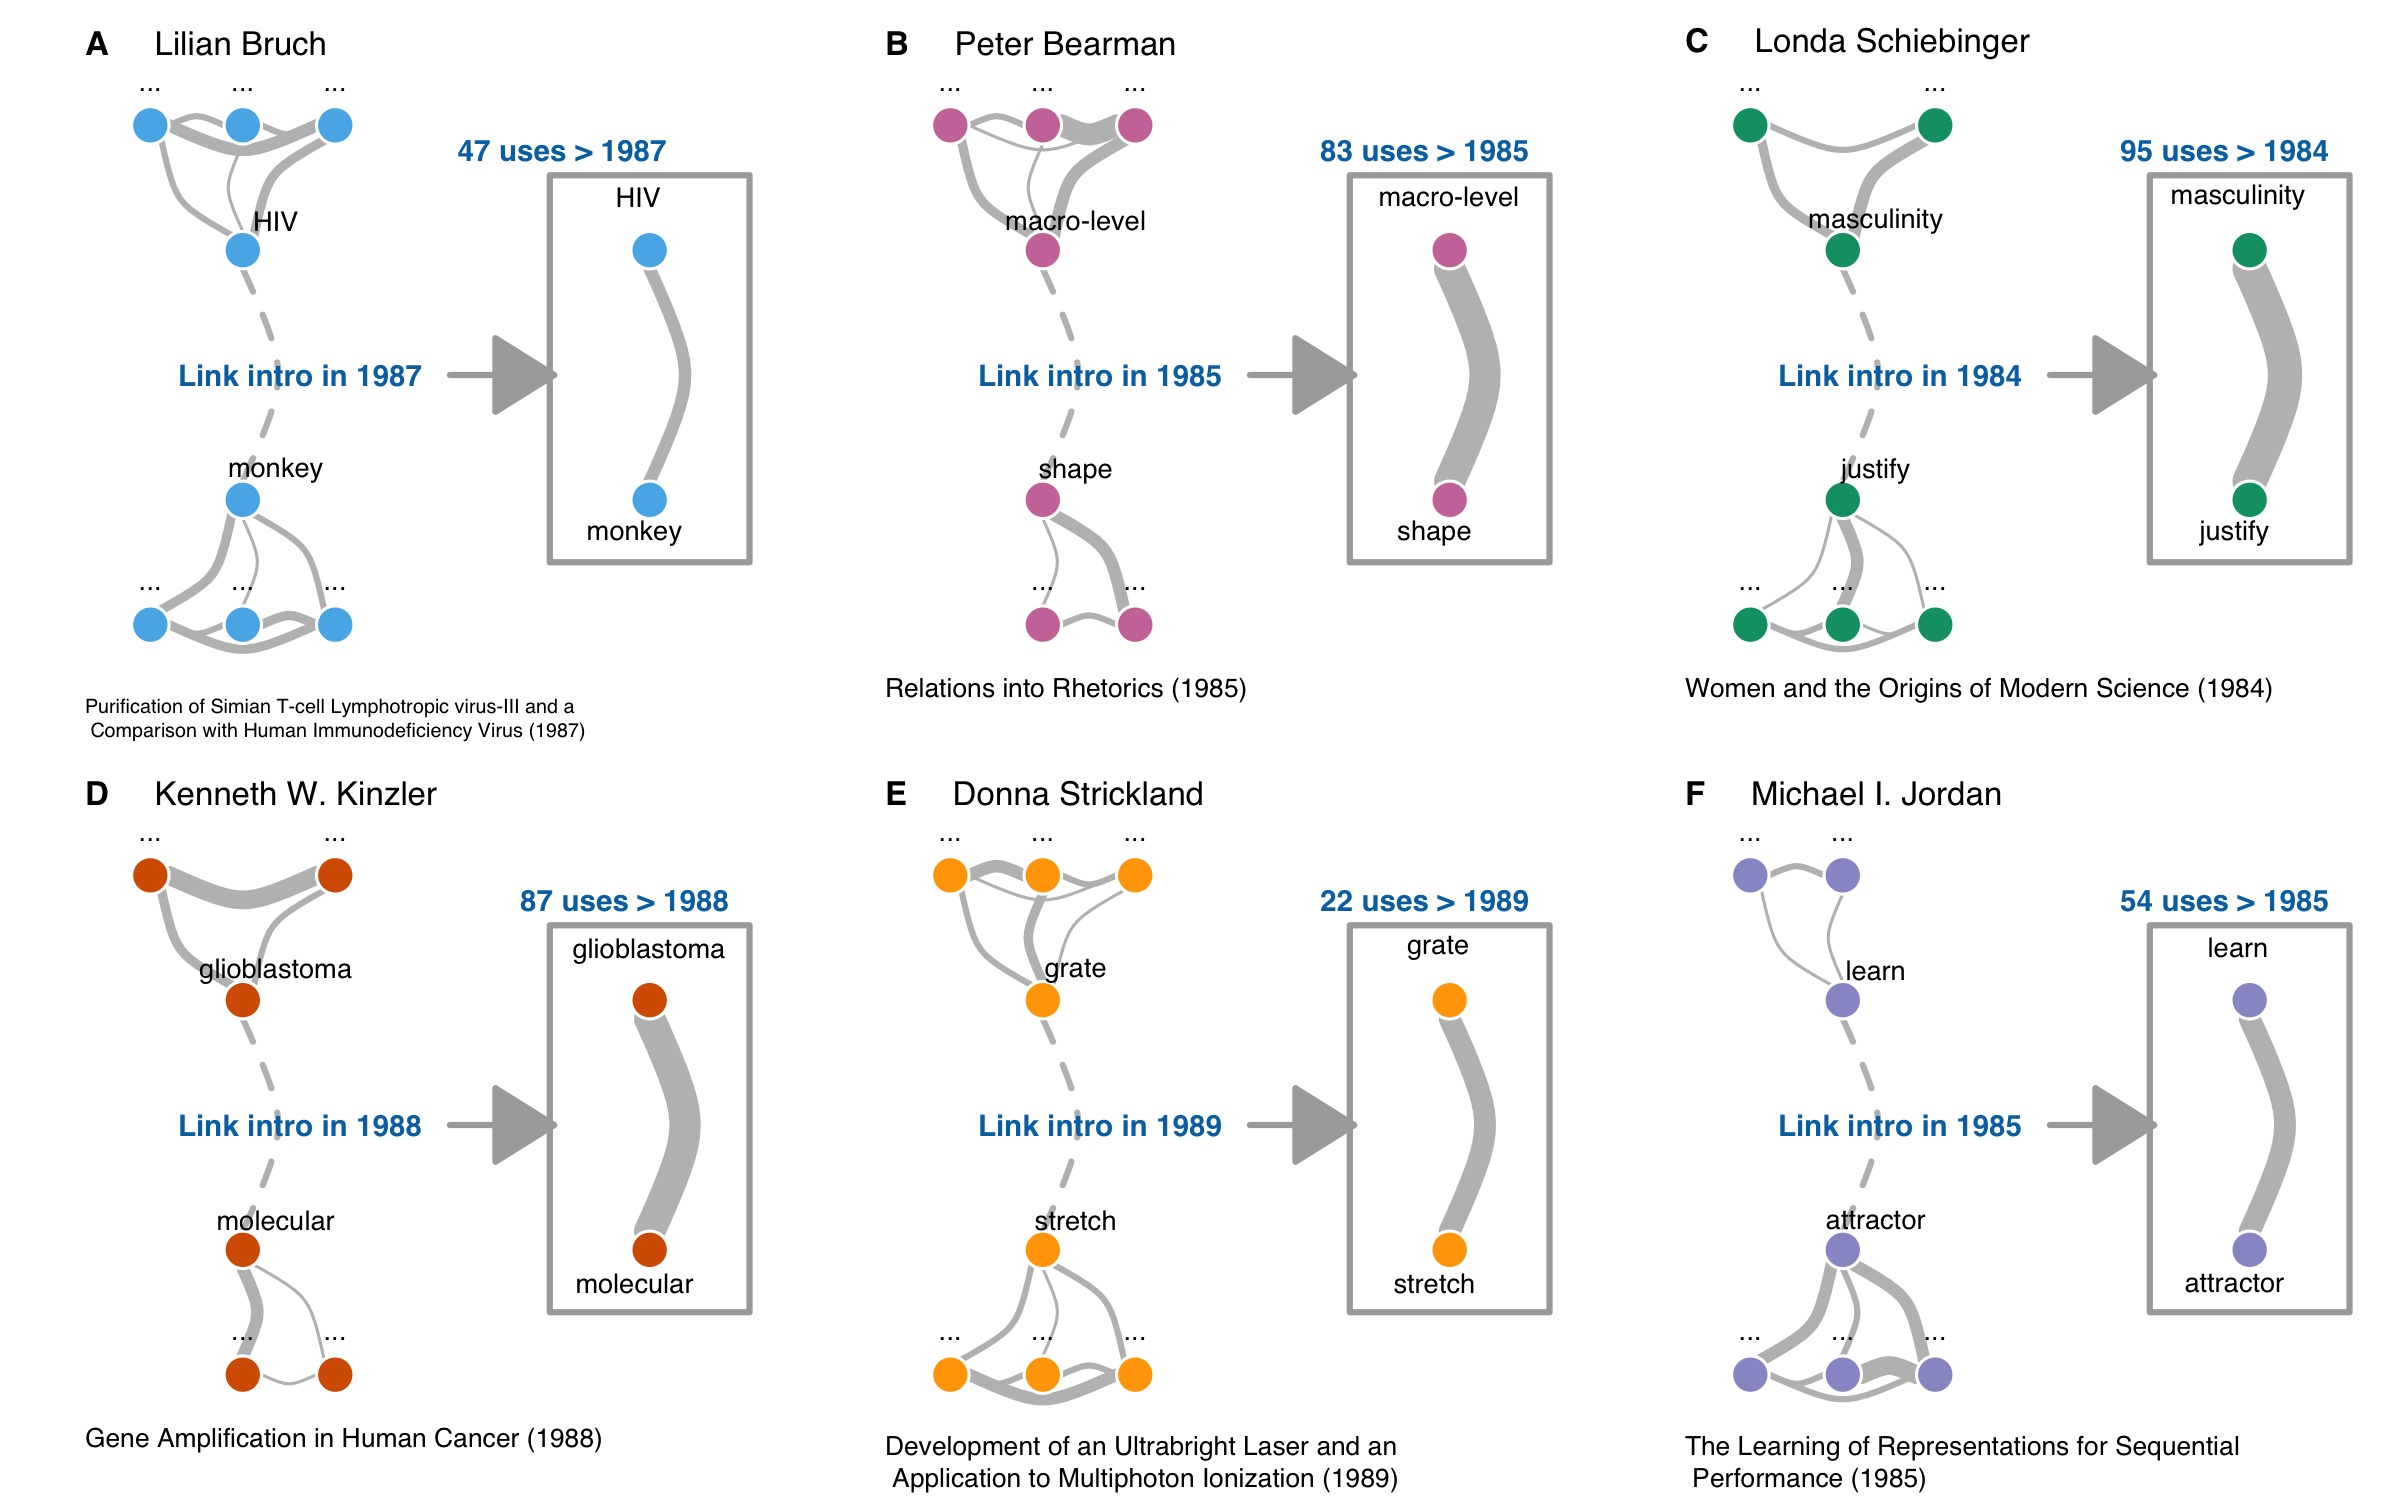 A Lilian Bruch
... ... ...
47 uses > 1987
HIV
HIV
Link intro in 1987
monkey
monkey
... ... ...
Purification of Simian T-cell Lymphotropic virus-III and a
Comparison with Human Immunodeficiency Virus (1987)
B Peter Bearman
... ... ...
83 uses > 1985
macro-level
macro-level
Link intro in 1985
shape
shape
... ...
Relations into Rhetorics (1985)
C Londa Schiebinger
... ...
95 uses > 1984
masculinity
masculinity
Link intro in 1984
justify
justify
... ... ...
Women and the Origins of Modern Science (1984)
D Kenneth W. Kinzler
... ...
87 uses > 1988
glioblastoma
glioblastoma
Link intro in 1988
molecular
molecular
... ...
Gene Amplification in Human Cancer (1988)
E Donna Strickland
... ... ...
22 uses > 1989
grate
grate
Link intro in 1989
stretch
stretch
... ... ...
Development of an Ultrabright Laser and an
Application to Multiphoton Ionization (1989)
F Michael I. Jordan
... ...
54 uses > 1985
learn
learn
Link intro in 1985
attractor
attractor
... ... ...
The Learning of Representations for Sequential
Performance (1985)